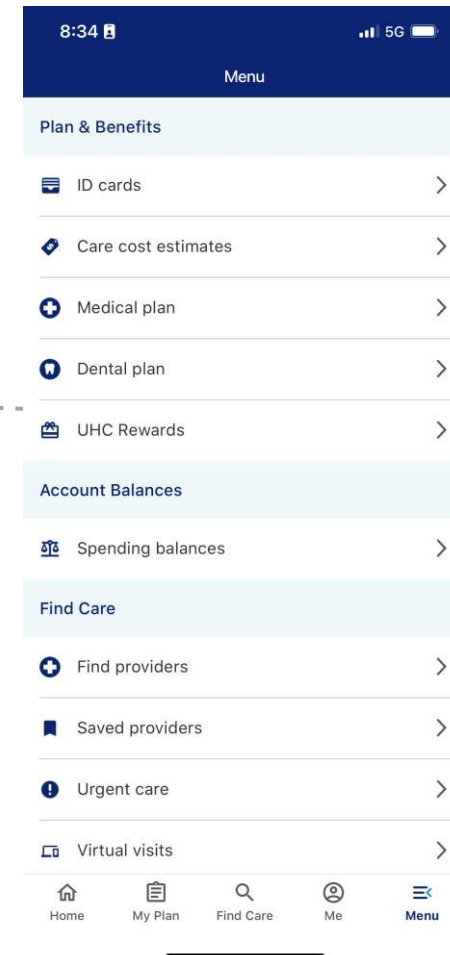 8:34 5G
Menu
Plan & Benefits
ID cards
Care cost estimates
Medical plan
Dental plan
UHC Rewards
Account Balances
Spending balances
Find Care
Find providers
Saved providers
Urgent care
Virtual visits
Home My Plan Find Care Me Menu